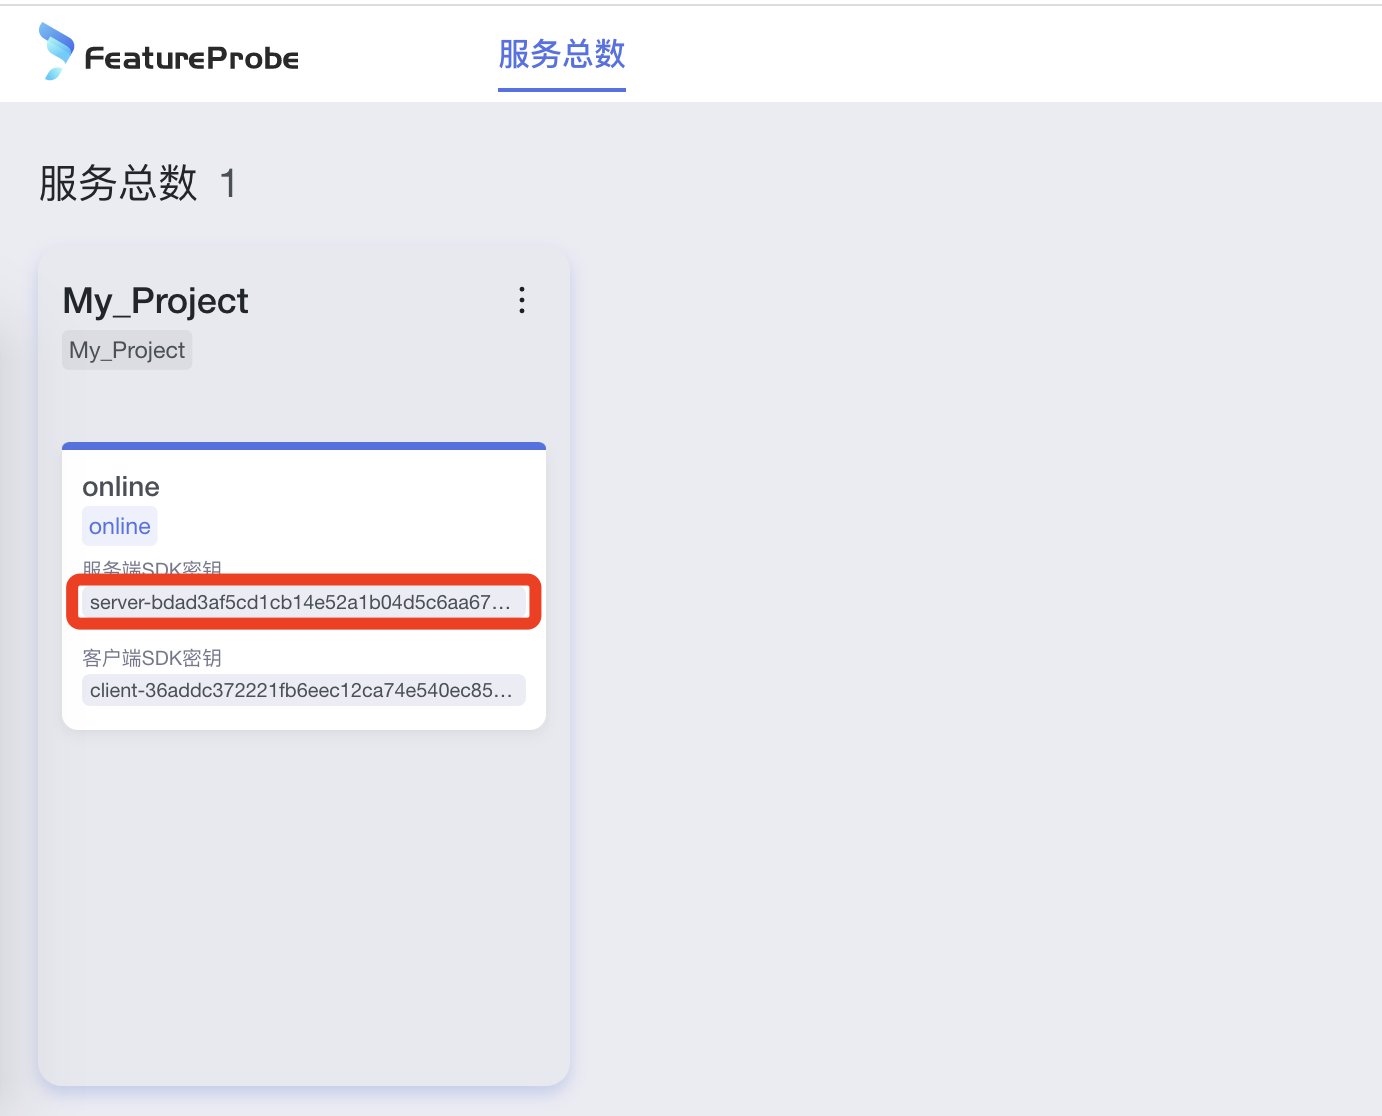 FeatureProbe
服务总数
服务总数 1
My_Project
My_Project
online
online
服务端SDK密钥
server-bdad3af5cd1cb14e52a1b04d5c6aa67...
客户端SDK密钥
client-36addc372221fb6eec12ca74e540ec85...